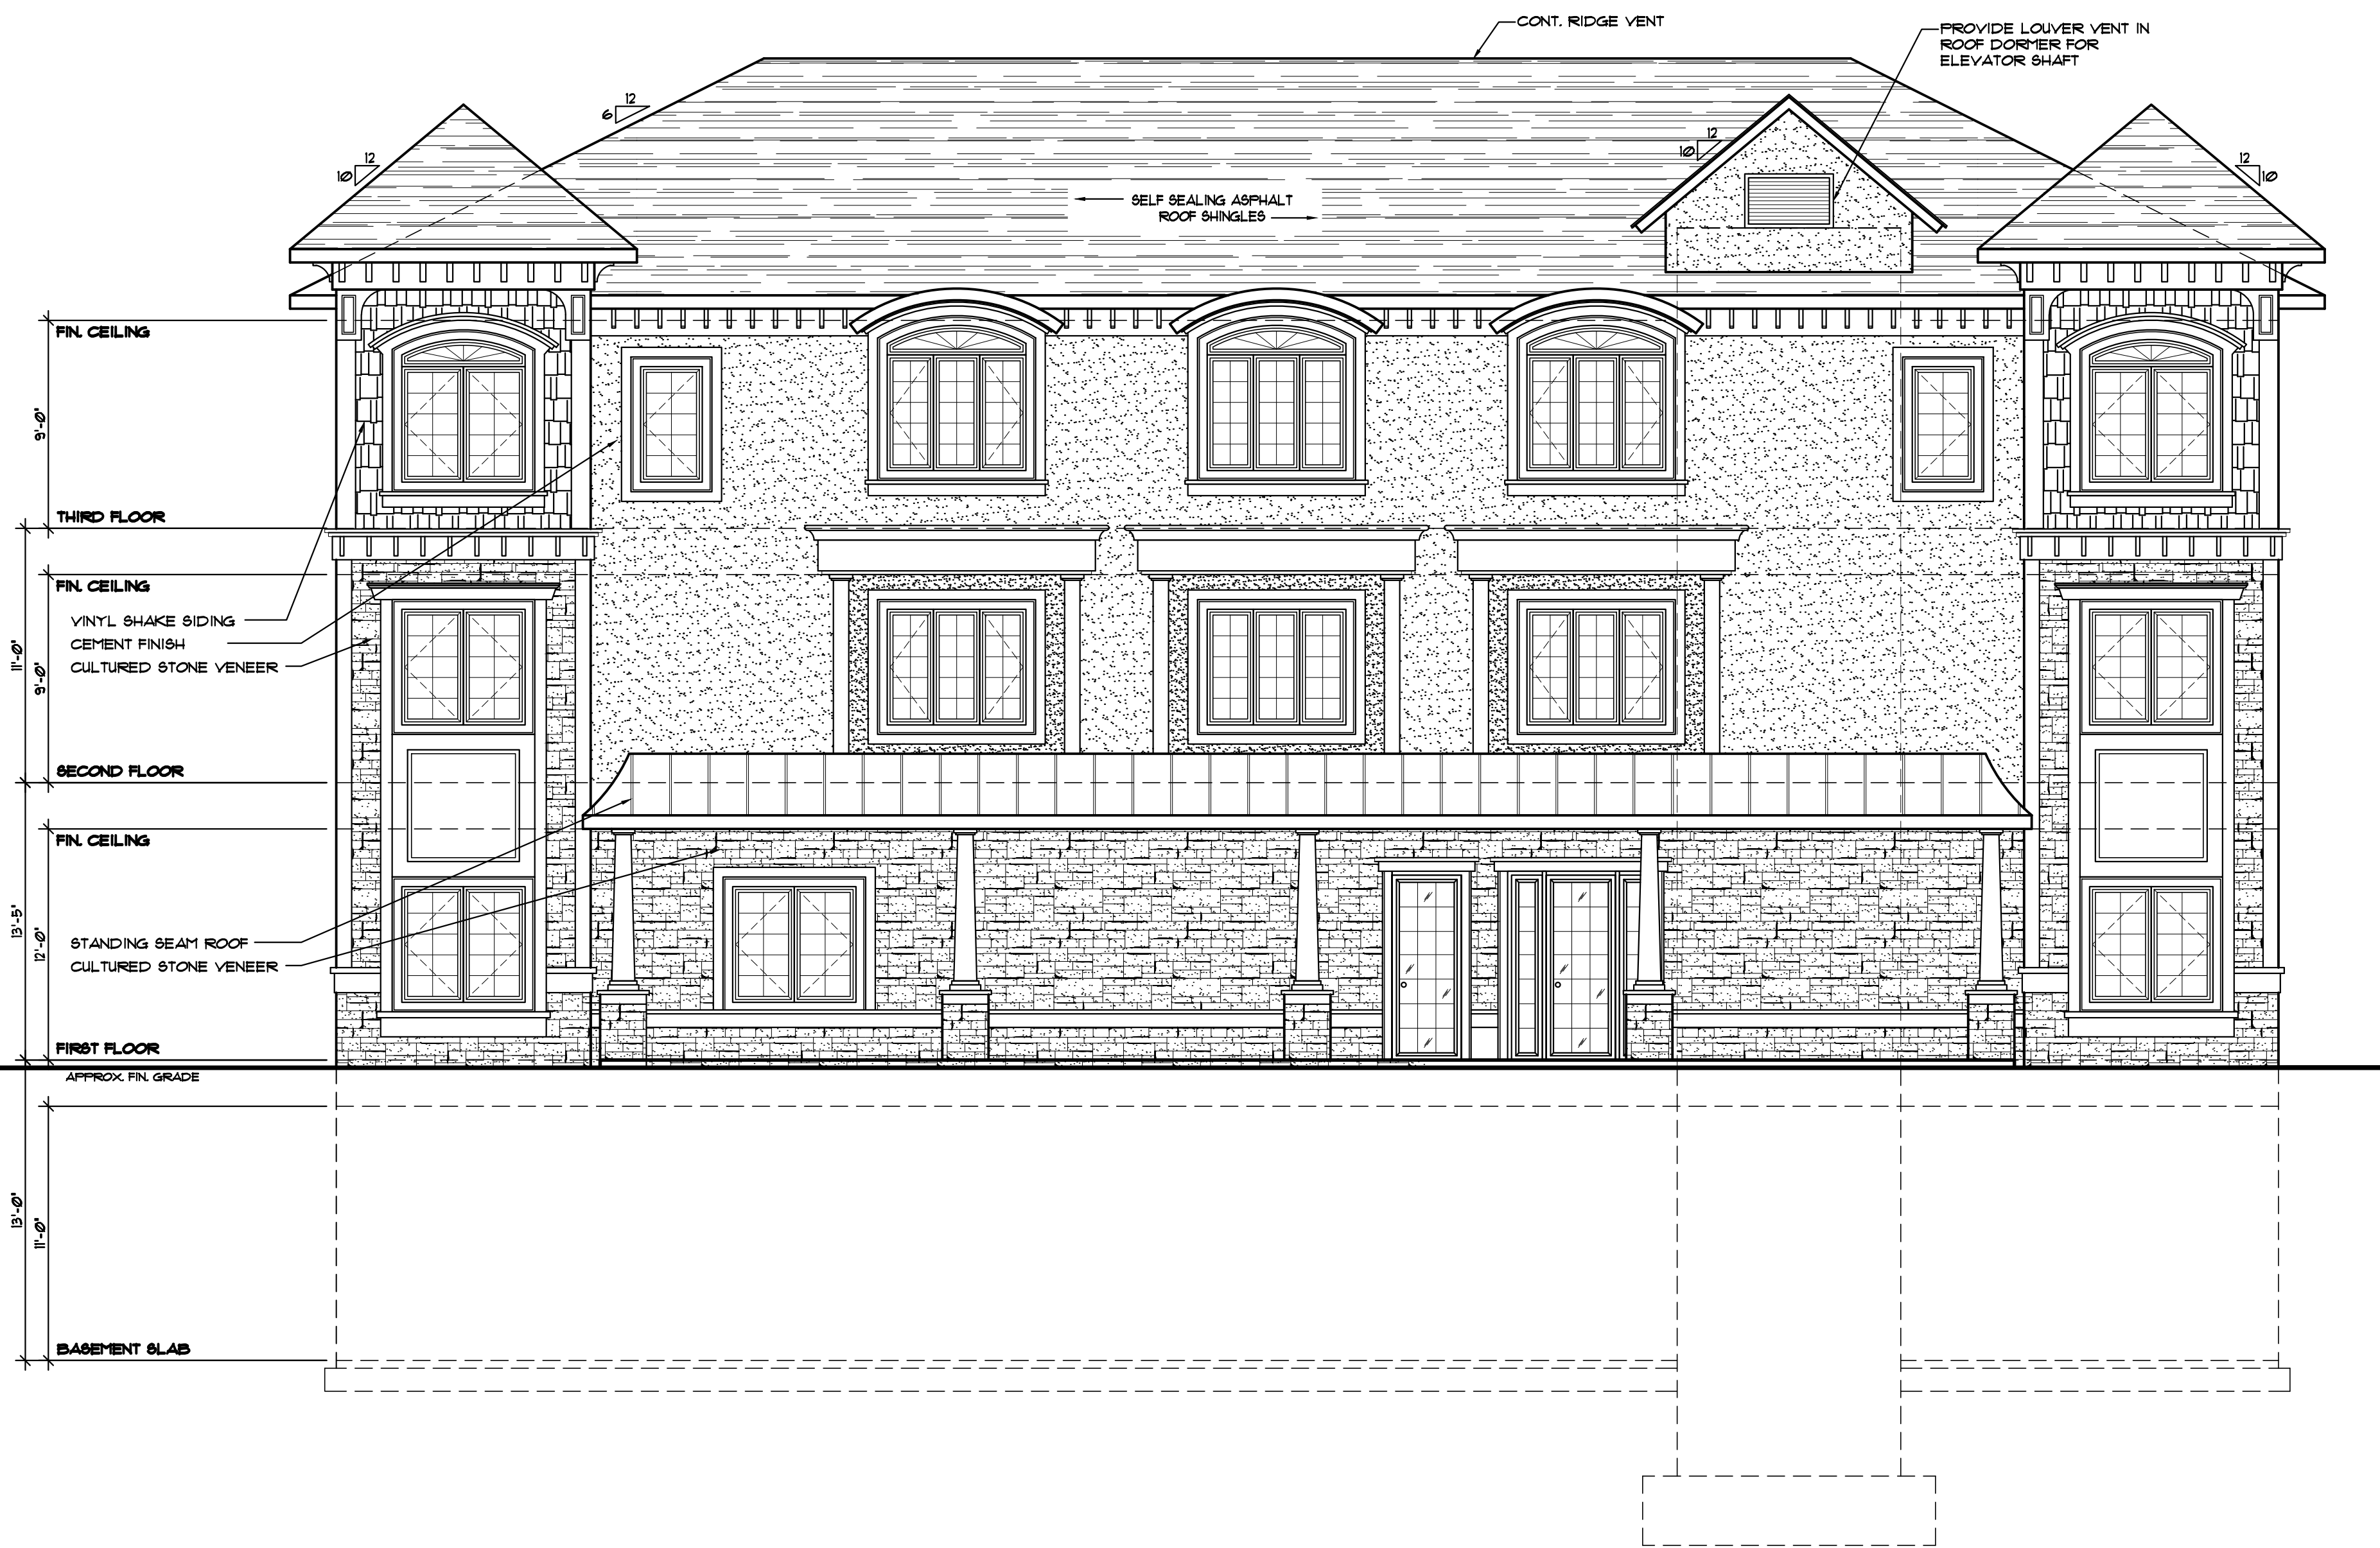 CONT. RIDGE VENT
PROVIDE LOUVER VENT IN
ROOF DORMER FOR
ELEVATOR SHAFT
12
6
12
10
12
10
12
10
SELF SEALING ASPHALT
ROOF SHINGLES
FIN. CEILING
9'-0"
THIRD FLOOR
FIN. CEILING
VINYL SHAKE SIDING
CEMENT FINISH
CULTURED STONE VENEER
11'-0"
9'-0"
SECOND FLOOR
FIN. CEILING
13'-5"
12'-0"
STANDING SEAM ROOF
CULTURED STONE VENEER
FIRST FLOOR
APPROX. FIN. GRADE
13'-0"
11'-0"
BASEMENT SLAB